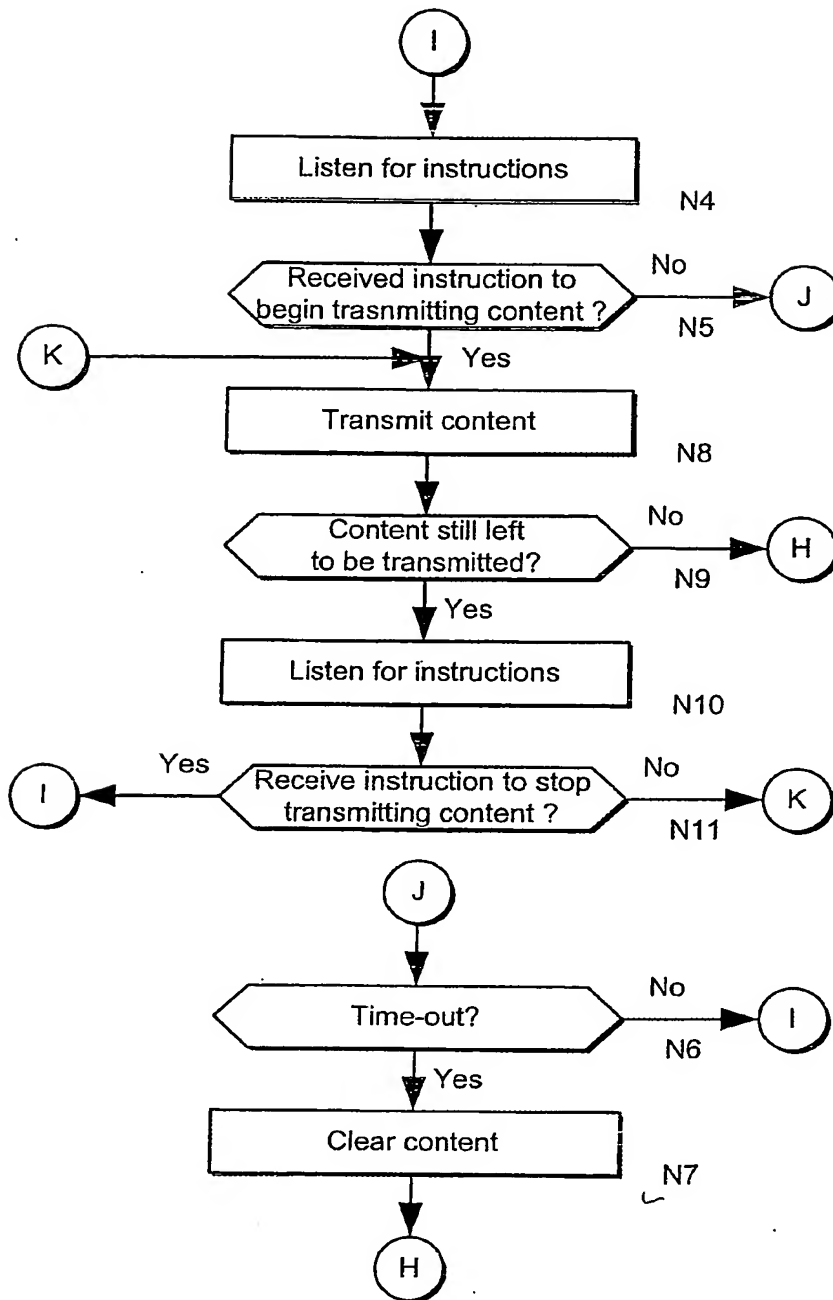 I
Listen for instructions
N4
Received instruction to
begin trasnmitting content ?
No
J
N5
K
Yes
Transmit content
N8
Content still left
to be transmitted?
No
H
N9
Yes
Listen for instructions
N10
Yes
I
Receive instruction to stop
transmitting content ?
No
K
N11
J
Time-out?
No
I
N6
Yes
Clear content
N7
H